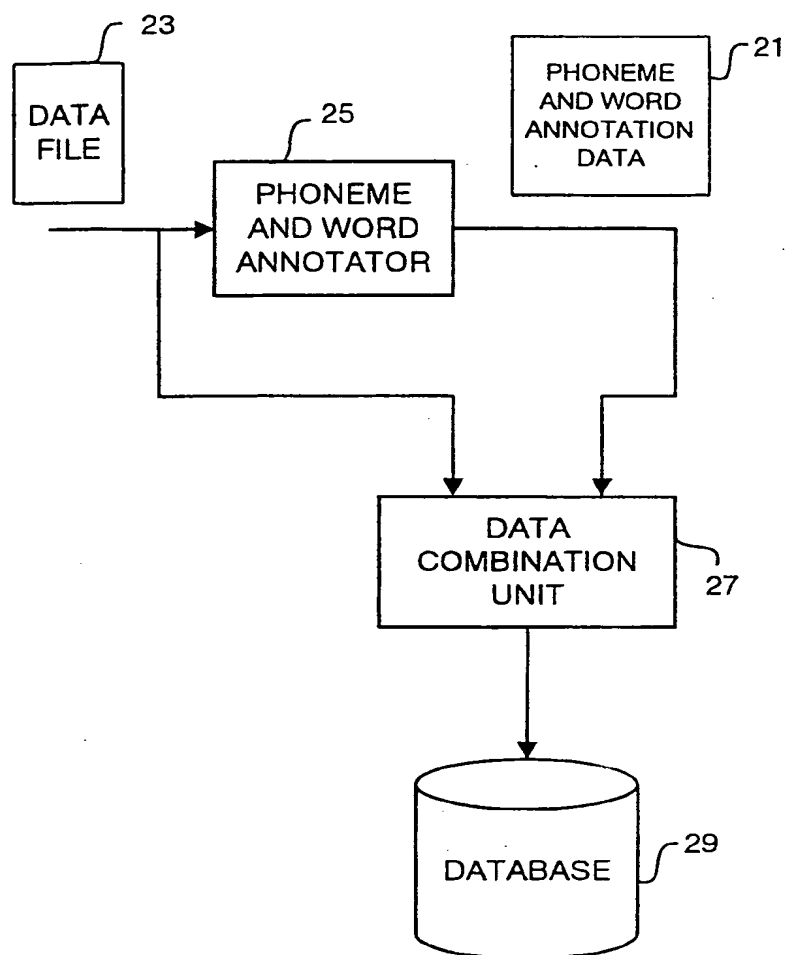 23
DATA
FILE
25
PHONEME
AND WORD
ANNOTATOR
21
PHONEME
AND WORD
ANNOTATION
DATA
DATA
COMBINATION
UNIT
27
DATABASE
29